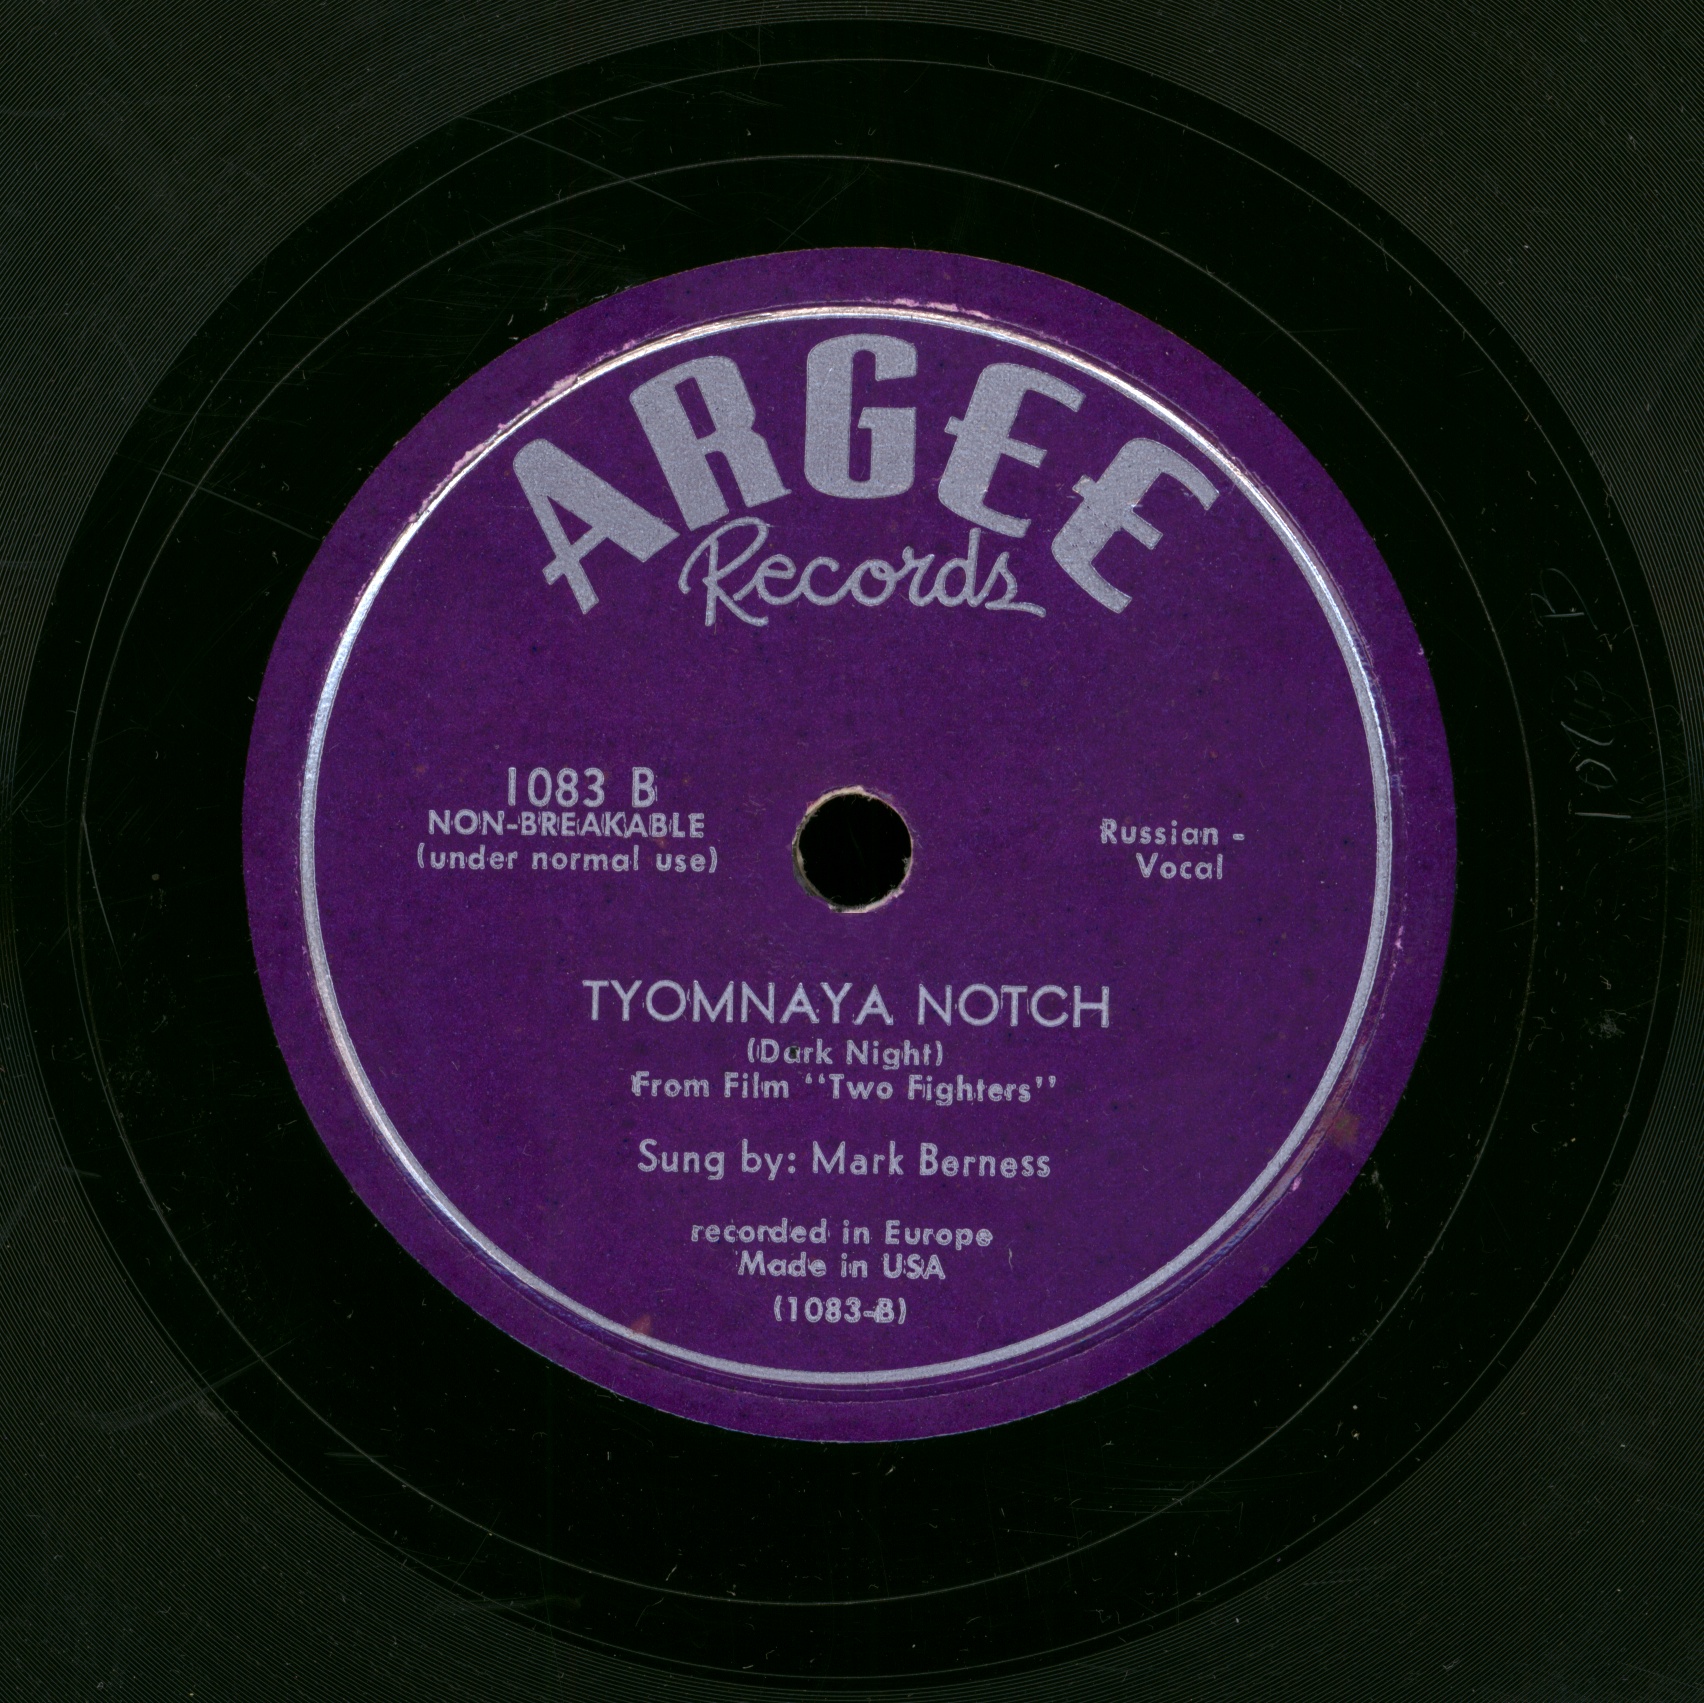 ARGEE
Records
1083 B
NON-BREAKABLE
(under normal use)
Russian -
Vocal
TYOMNAYA NOTCH
(Dark Night)
From Film “Two Fighters”
Sung by: Mark Berness
recorded in Europe
Made in USA
(1083-B)